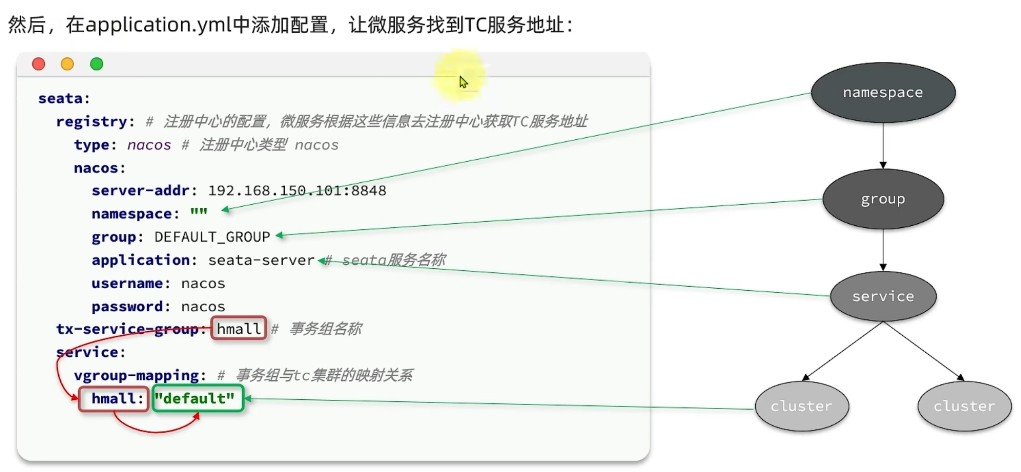 然后，在application.yml中添加配置，让微服务找到TC服务地址：
seata:
registry: # 注册中心的配置，微服务根据这些信息去注册中心获取TC服务地址
type: nacos # 注册中心类型 nacos
nacos:
server-addr: 192.168.150.101:8848
namespace: ""
group: DEFAULT_GROUP
application: seata-server # seata服务名称
username: nacos
password: nacos
tx-service-group: hmall # 事务组名称
service:
vgroup-mapping: # 事务组与tc集群的映射关系
hmall: "default"
namespace
group
service
cluster
cluster